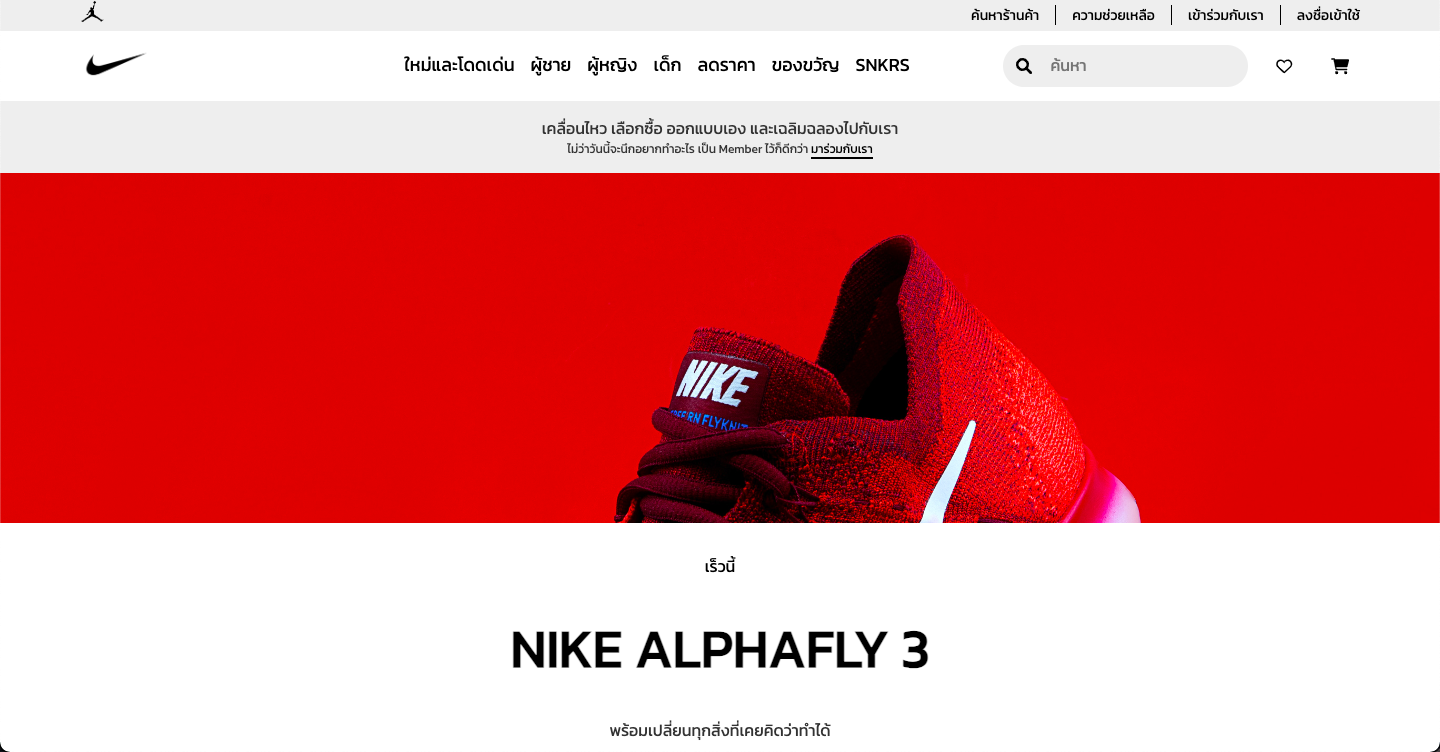 ค้นหาร้านค้า
ความช่วยเหลือ
เข้าร่วมกับเรา
ลงชื่อเข้าใช้
ใหม่และโดดเด่น ผู้ชาย ผู้หญิง เด็ก ลดราคา ของขวัญ SNKRS
ค้นหา
เคลื่อนไหว เลือกซื้อ ออกแบบเอง และเฉลิมฉลองไปกับเรา
ไม่ว่าวันนี้จะนึกอยากทำอะไร เป็น Member ไว้ก็ดีกว่า มาร่วมกับเรา
NIKE
FLYKNIT
เร็วนี้
NIKE ALPHAFLY 3
พร้อมเปลี่ยนทุกสิ่งที่เคยคิดว่าทำได้